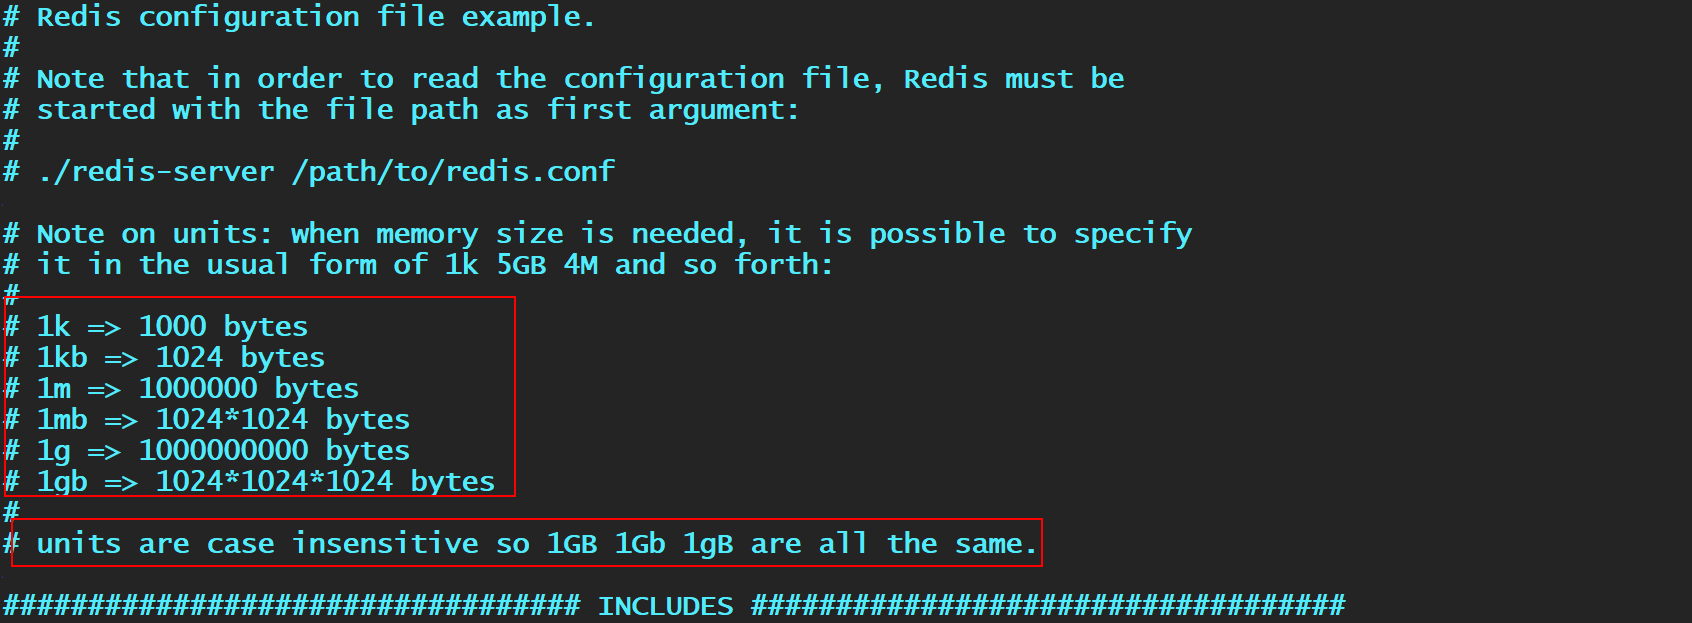 # Redis configuration file example.
#
# Note that in order to read the configuration file, Redis must be
# started with the file path as first argument:
#
# ./redis-server /path/to/redis.conf
# Note on units: when memory size is needed, it is possible to specify
# it in the usual form of 1k 5GB 4M and so forth:
#
# 1k => 1000 bytes
# 1kb => 1024 bytes
# 1m => 1000000 bytes
# 1mb => 1024*1024 bytes
# 1g => 1000000000 bytes
# 1gb => 1024*1024*1024 bytes
#
# units are case insensitive so 1GB 1Gb 1gB are all the same.
################################## INCLUDES ###################################